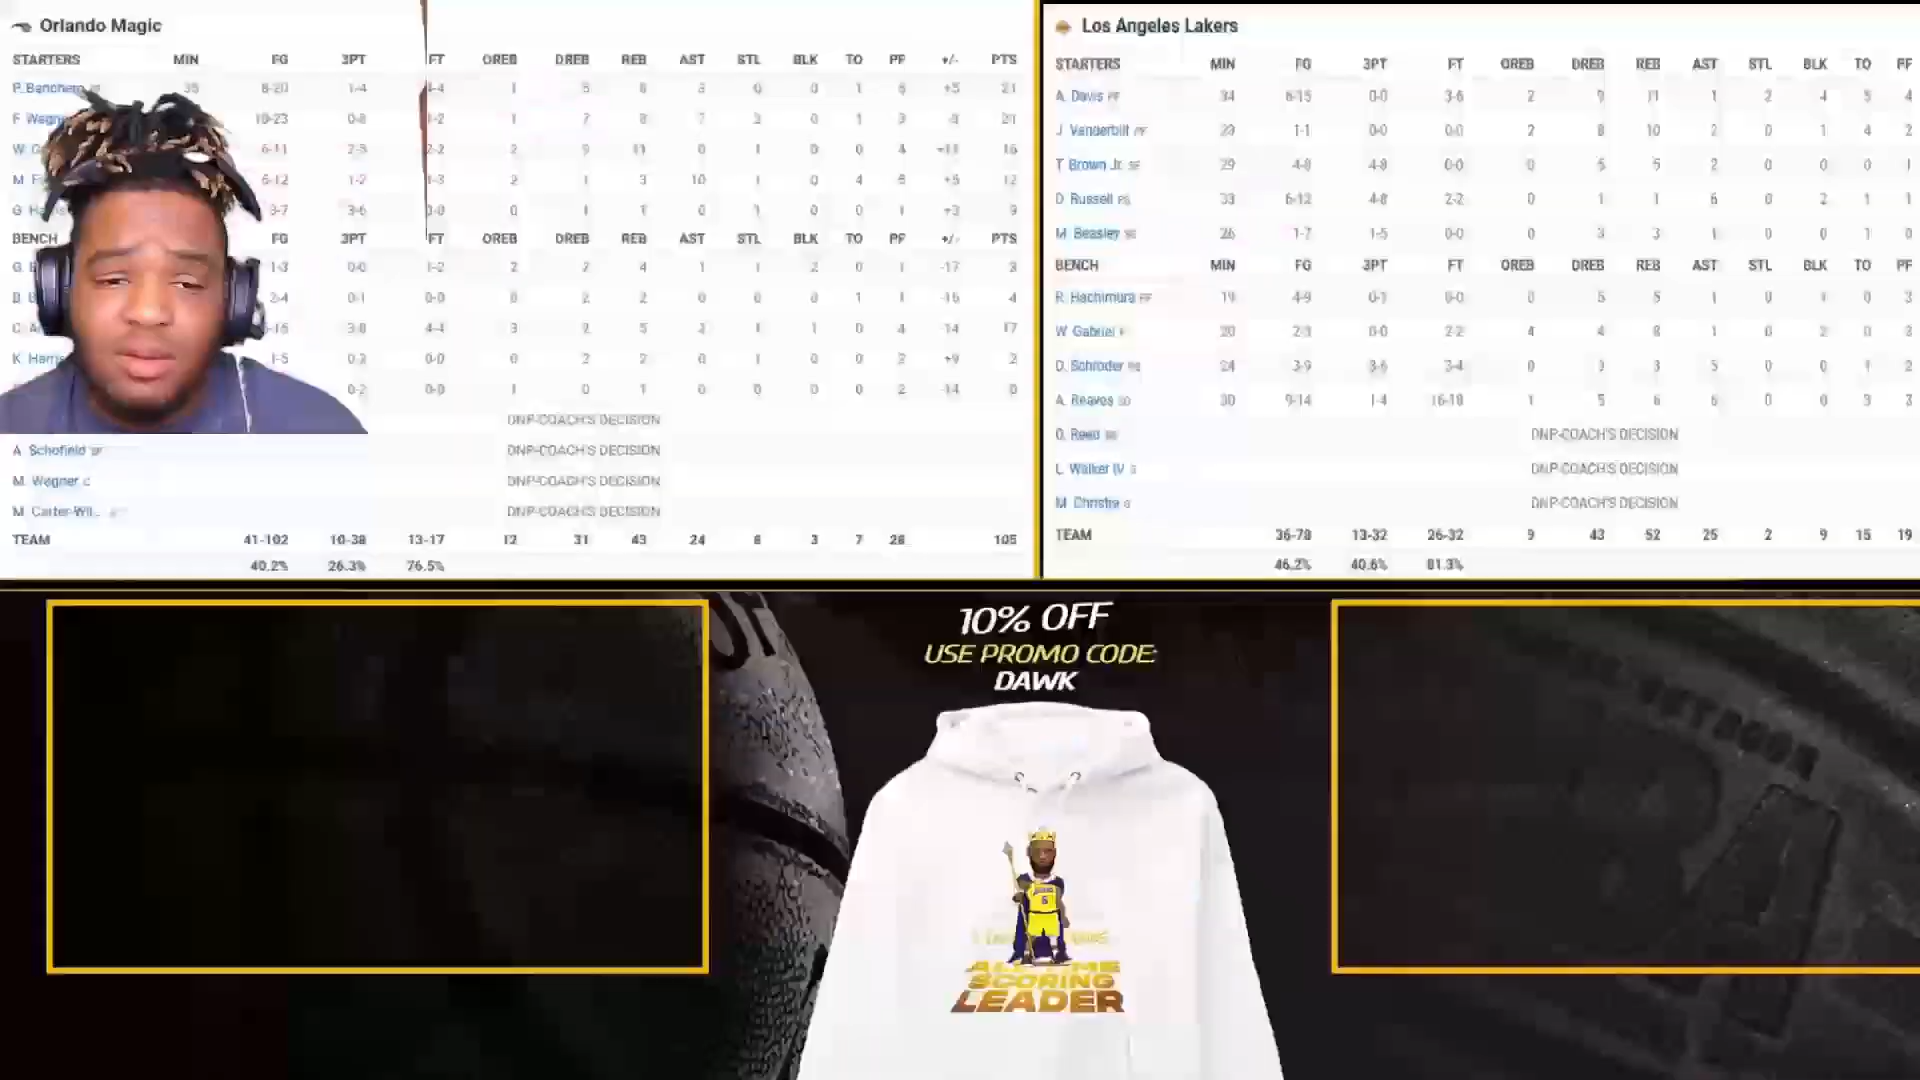 Orlando Magic
STARTERS MIN FG 3PT FT OREB DREB REB AST STL BLK TO PF +/- PTS
P. Banchero 35 8-20 1-4 4-4 1 5 6 3 0 0 1 6 +5 21
F. Wagner 10-23 0-8 1-2 1 7 8 7 3 0 1 3 21
6-11 2-3 2-2 2 9 11 0 1 0 0 4 +11 16
M. F 6-12 1-2 1-3 2 1 3 10 1 0 4 +5 12
G. Harris 3-7 3-6 0-0 0 1 1 0 1 0 0 1 +3 9
BENCH FG 3PT FT OREB DREB REB AST STL BLK TO PF +/- PTS
G. 1-3 0-0 1-2 2 2 4 1 1 2 0 1 -17 3
2-4 0-1 0-0 0 2 2 0 0 0 1 1 -16 4
C. A 3-8 4-4 3 2 5 1 1 0 4 -14 17
K. Harris 1-5 0-3 0-0 0 2 2 0 1 0 0 +9 2
0-2 0-0 1 0 1 0 0 0 0 2 -14 0
DNP-COACH'S DECISION
A. Schofield SF DNP-COACH'S DECISION
M. Wagner C DNP-COACH'S DECISION
M. Carter-Wil... DNP-COACH'S DECISION
TEAM 41-102 10-38 13-17 12 31 43 24 8 3 7 28 105
40.2% 26.3% 76.5%
Los Angeles Lakers
STARTERS MIN FG 3PT FT OREB DREB REB AST STL BLK TO PF
A. Davis PF 34 6-15 0-0 3-6 2 9 11 1 2 4 5 4
J. Vanderbilt PF 1-1 0-0 0-0 2 8 10 2 0 1 4 2
T. Brown Jr. SF 29 4-8 4-8 0-0 0 5 5 2 0 0 0 1
D. Russell PG 33 6-12 4-8 2-2 0 1 1 6 0 2 1 1
M. Beasley SG 26 1-7 1-5 0-0 0 3 3 1 0 0 1 0
BENCH MIN FG 3PT FT OREB DREB REB AST STL BLK TO PF
R. Hachimura PF 19 4-9 0-1 0-0 0 5 5 1 0 0 3
W. Gabriel F 20 2-3 0-0 2-2 4 4 8 1 0 2 0 3
D. Schroder PG 24 3-9 3-6 3-4 0 3 3 5 0 0 1 2
A. Reaves SG 30 9-14 1-4 16-18 1 5 6 6 0 0 3 3
D. Reed SG DNP-COACH'S DECISION
L. Walker IV G DNP-COACH'S DECISION
M. Christie G DNP-COACH'S DECISION
TEAM 36-78 13-32 26-32 9 43 52 25 2 9 15 19
46.2% 40.6% 81.3%
10% OFF
USE PROMO CODE:
DAWK
ALL-TIME
SCORING
LEADER